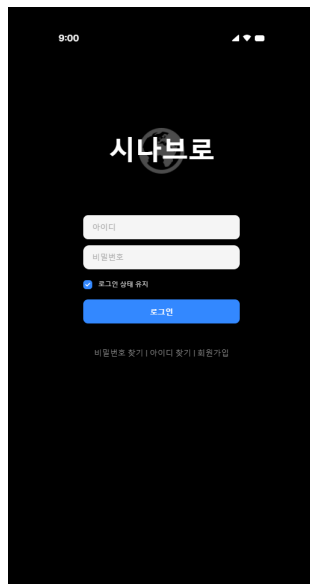 9:00
시나브로
아이디
비밀번호
로그인 상태 유지
로그인
비밀번호 찾기 | 아이디 찾기 | 회원가입